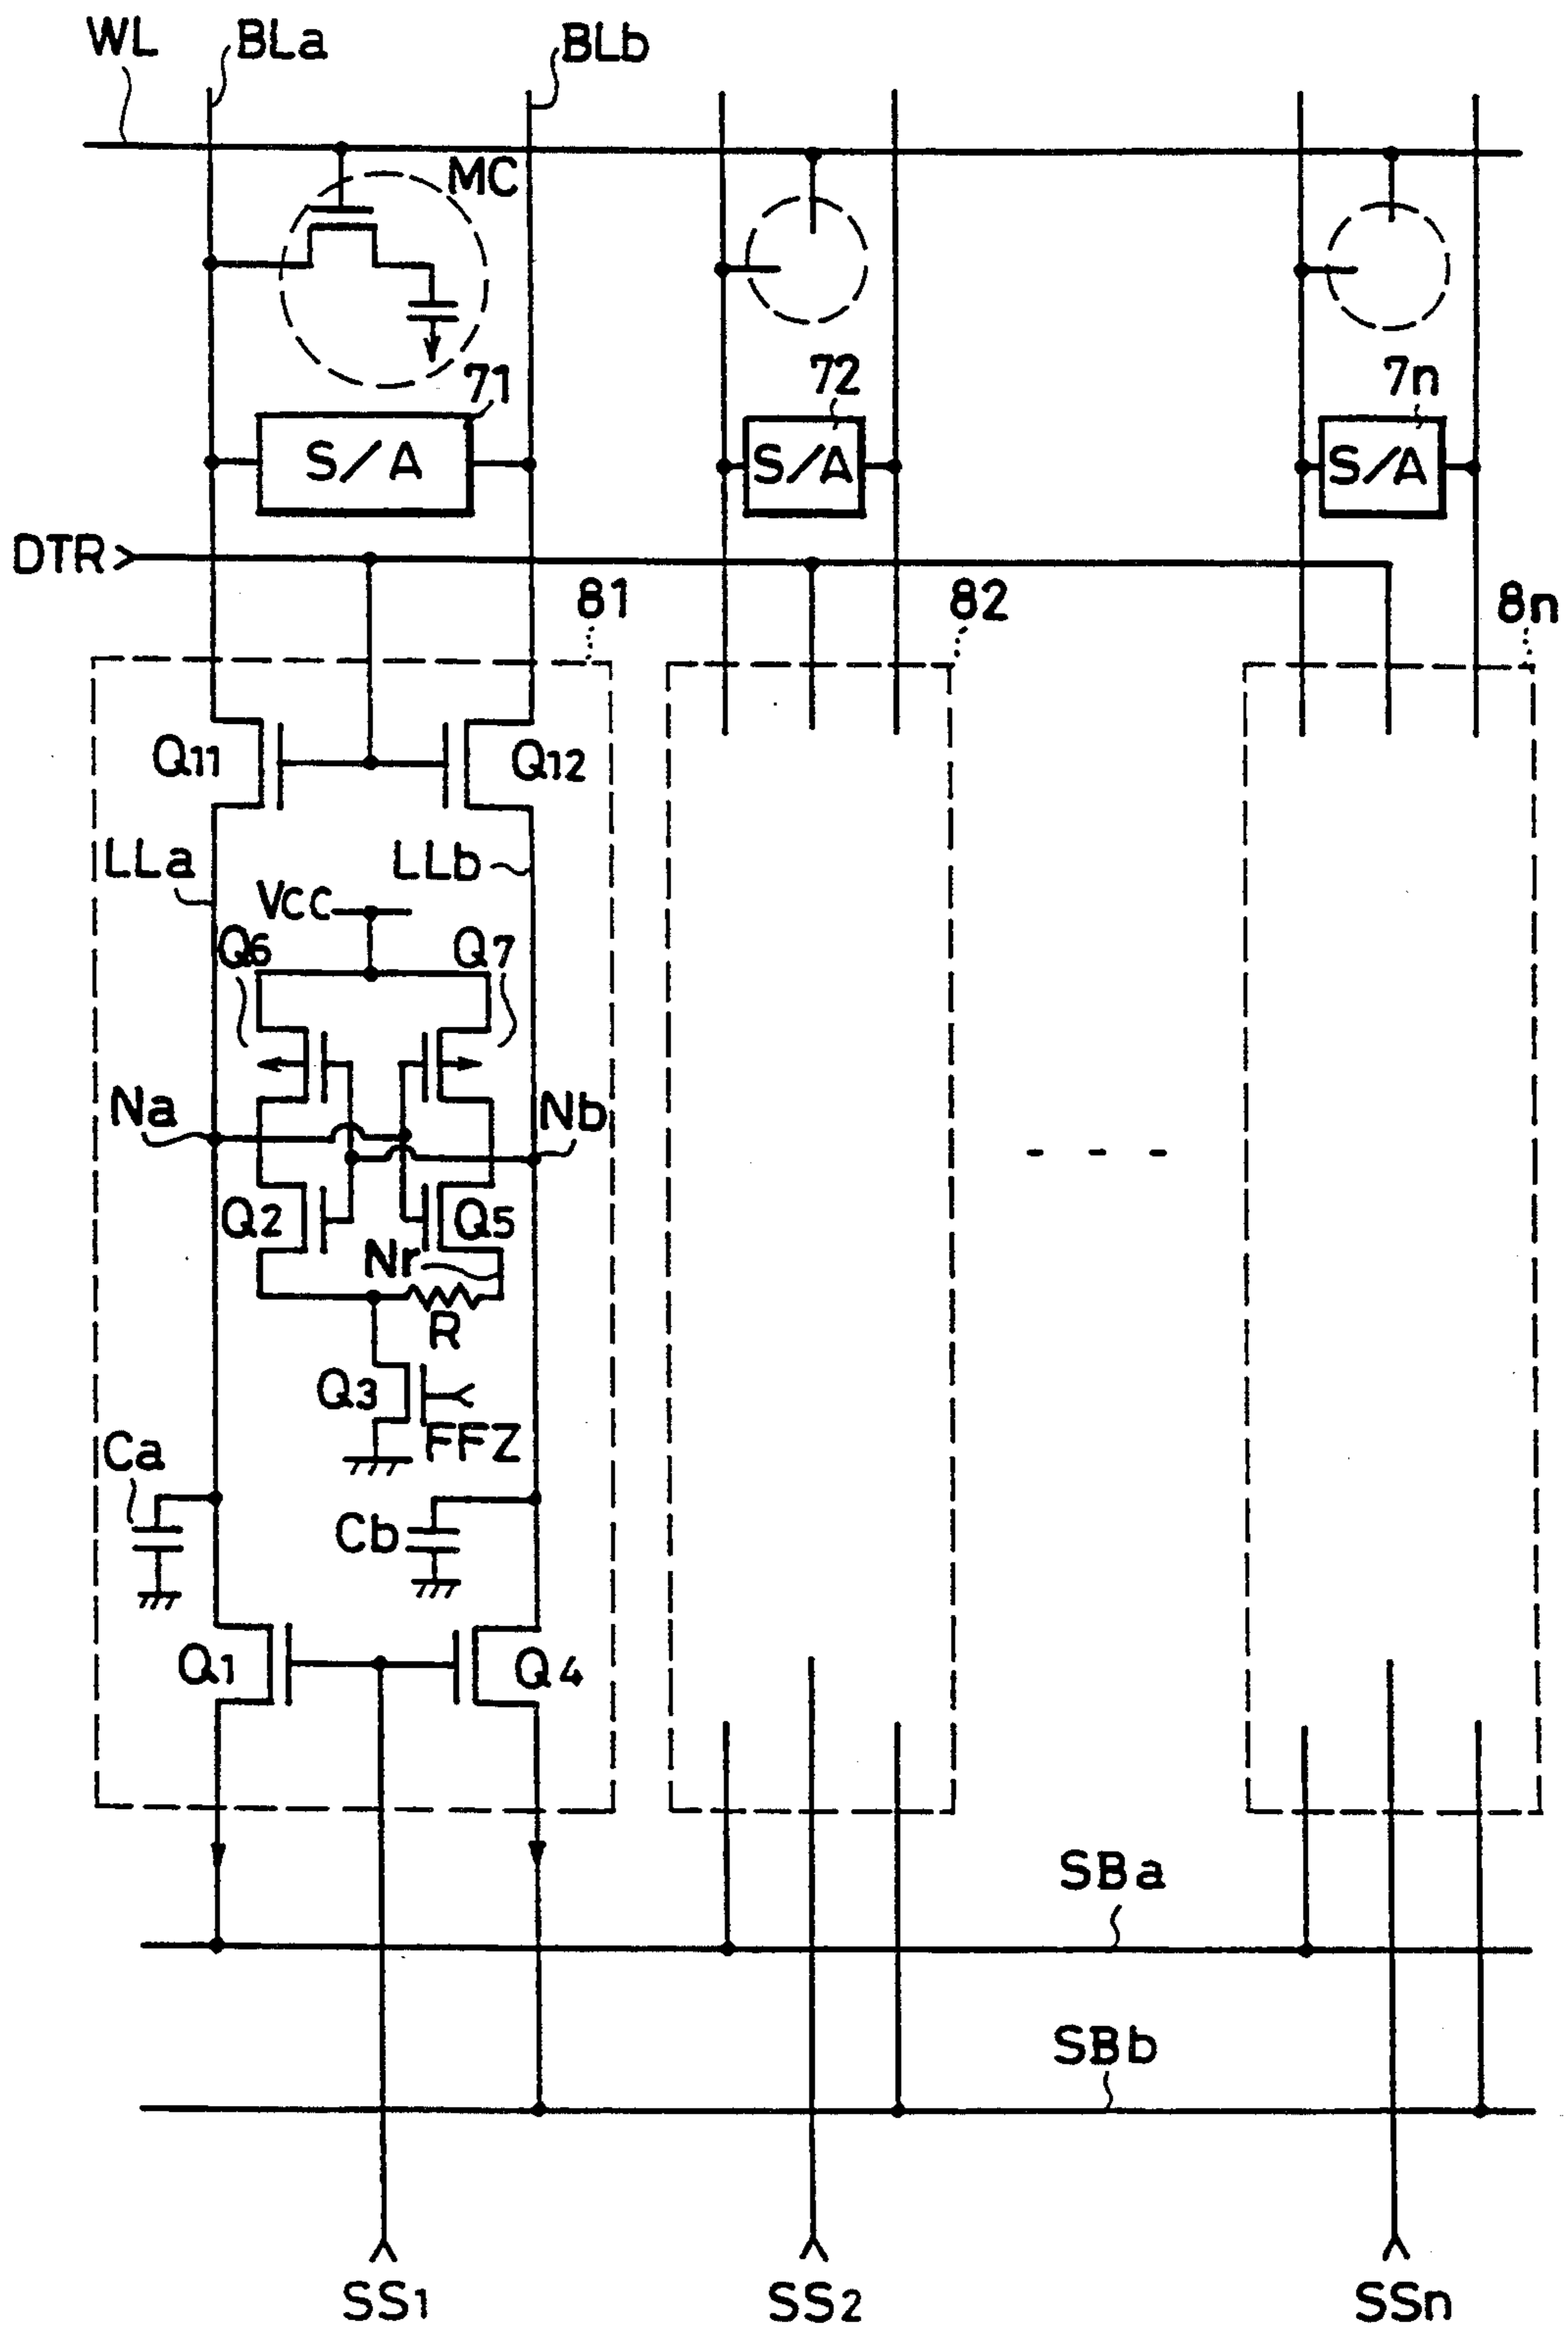 WL BLa BLb
MC
71 72 7n
S/A S/A S/A
DTR
81 82 8n
Q11 Q12
LLa LLb
Vcc
Q6 Q7
Na Nb
Q2 Q5
Nr
R
Q3
FFZ
Ca
Cb
Q1 Q4
SBa
SBb
SS1 SS2 SSn